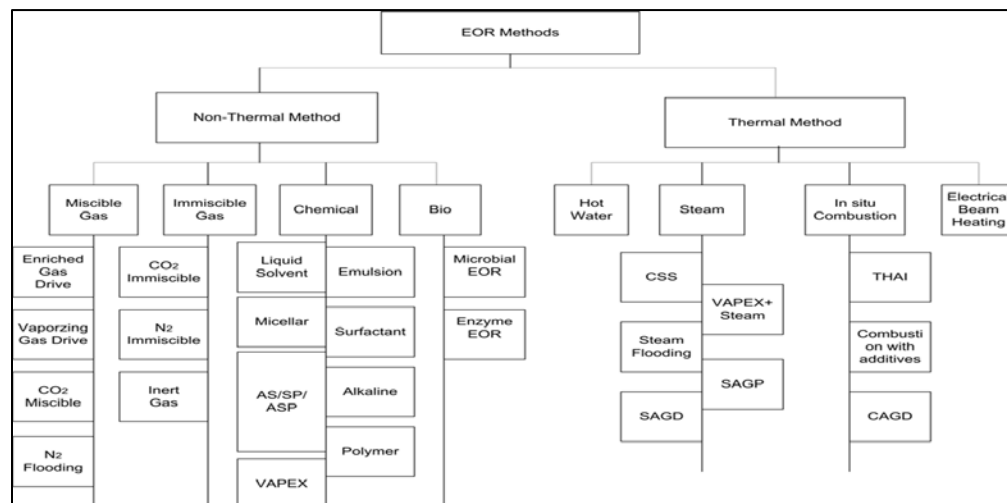 EOR Methods
Non-Thermal Method
Thermal Method
Miscible
Gas
Immiscible
Gas
Chemical
Bio
Hot
Water
Steam
In situ
Combustion
Electrical
Beam
Heating
Enriched
Gas
Drive
Vaporzing
Gas Drive
CO2
Miscible
N2
Flooding
CO2
Immiscible
N2
Immiscible
Inert
Gas
Liquid
Solvent
Micellar
AS/SP/
ASP
VAPEX
Emulsion
Surfactant
Alkaline
Polymer
Microbial
EOR
Enzyme
EOR
CSS
Steam
Flooding
SAGD
VAPEX+
Steam
SAGP
THAI
Combusti
on with
additives
CAGD